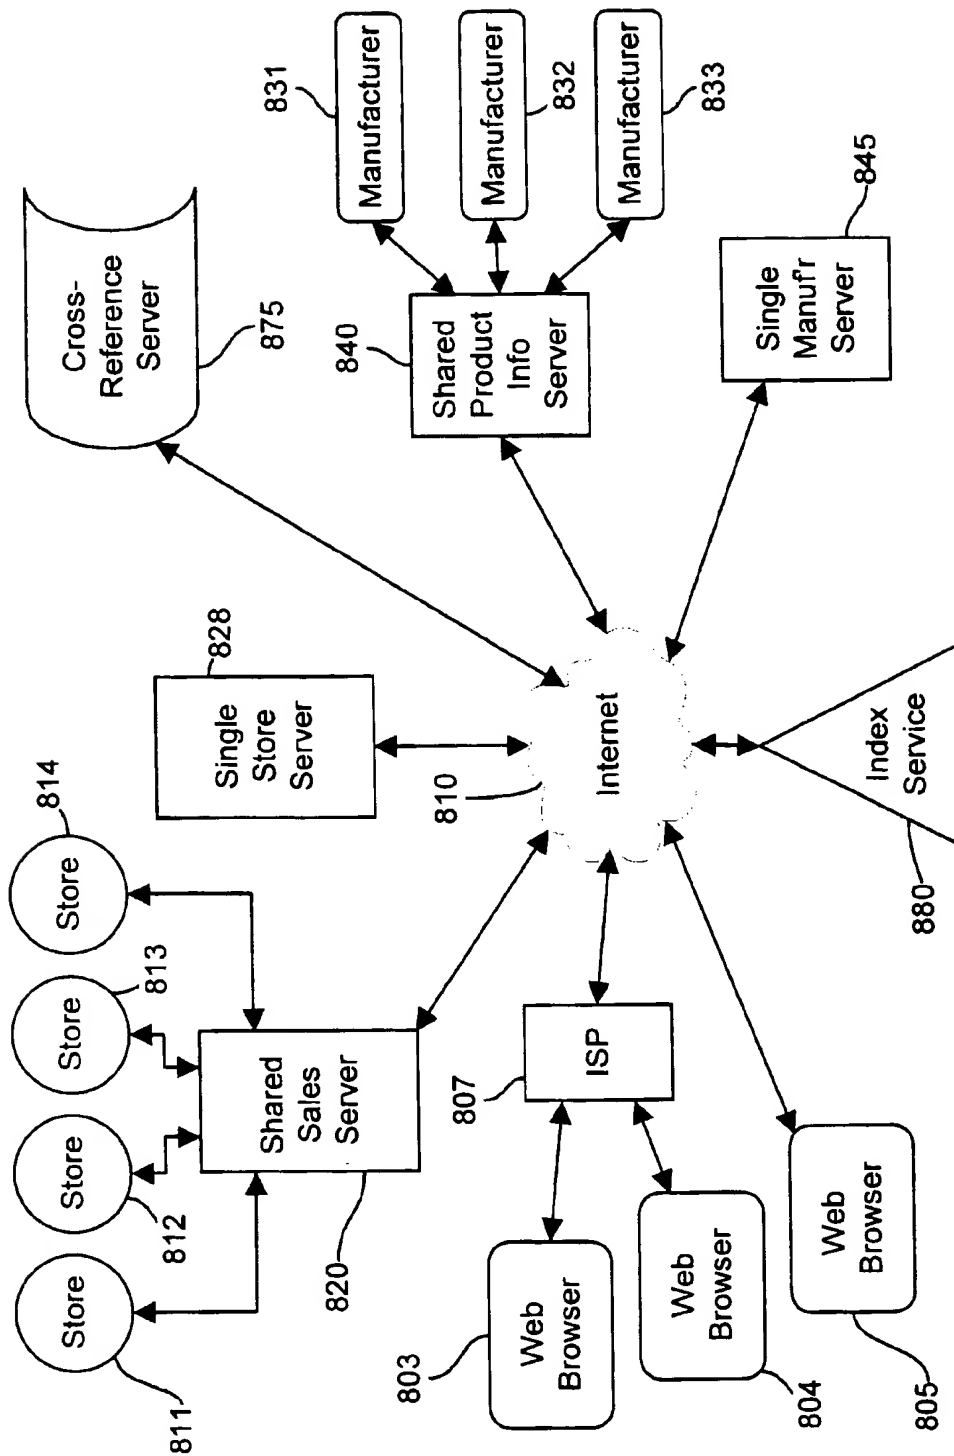 811
Store
812
Store
813
Store
814
Store
820
Shared
Sales
Server
828
Single
Store
Server
875
Cross-
Reference
Server
803
Web
Browser
804
Web
Browser
805
Web
Browser
807
ISP
810
Internet
880
Index
Service
840
Shared
Product
Info
Server
831
Manufacturer
832
Manufacturer
833
Manufacturer
845
Single
Manuf'r
Server